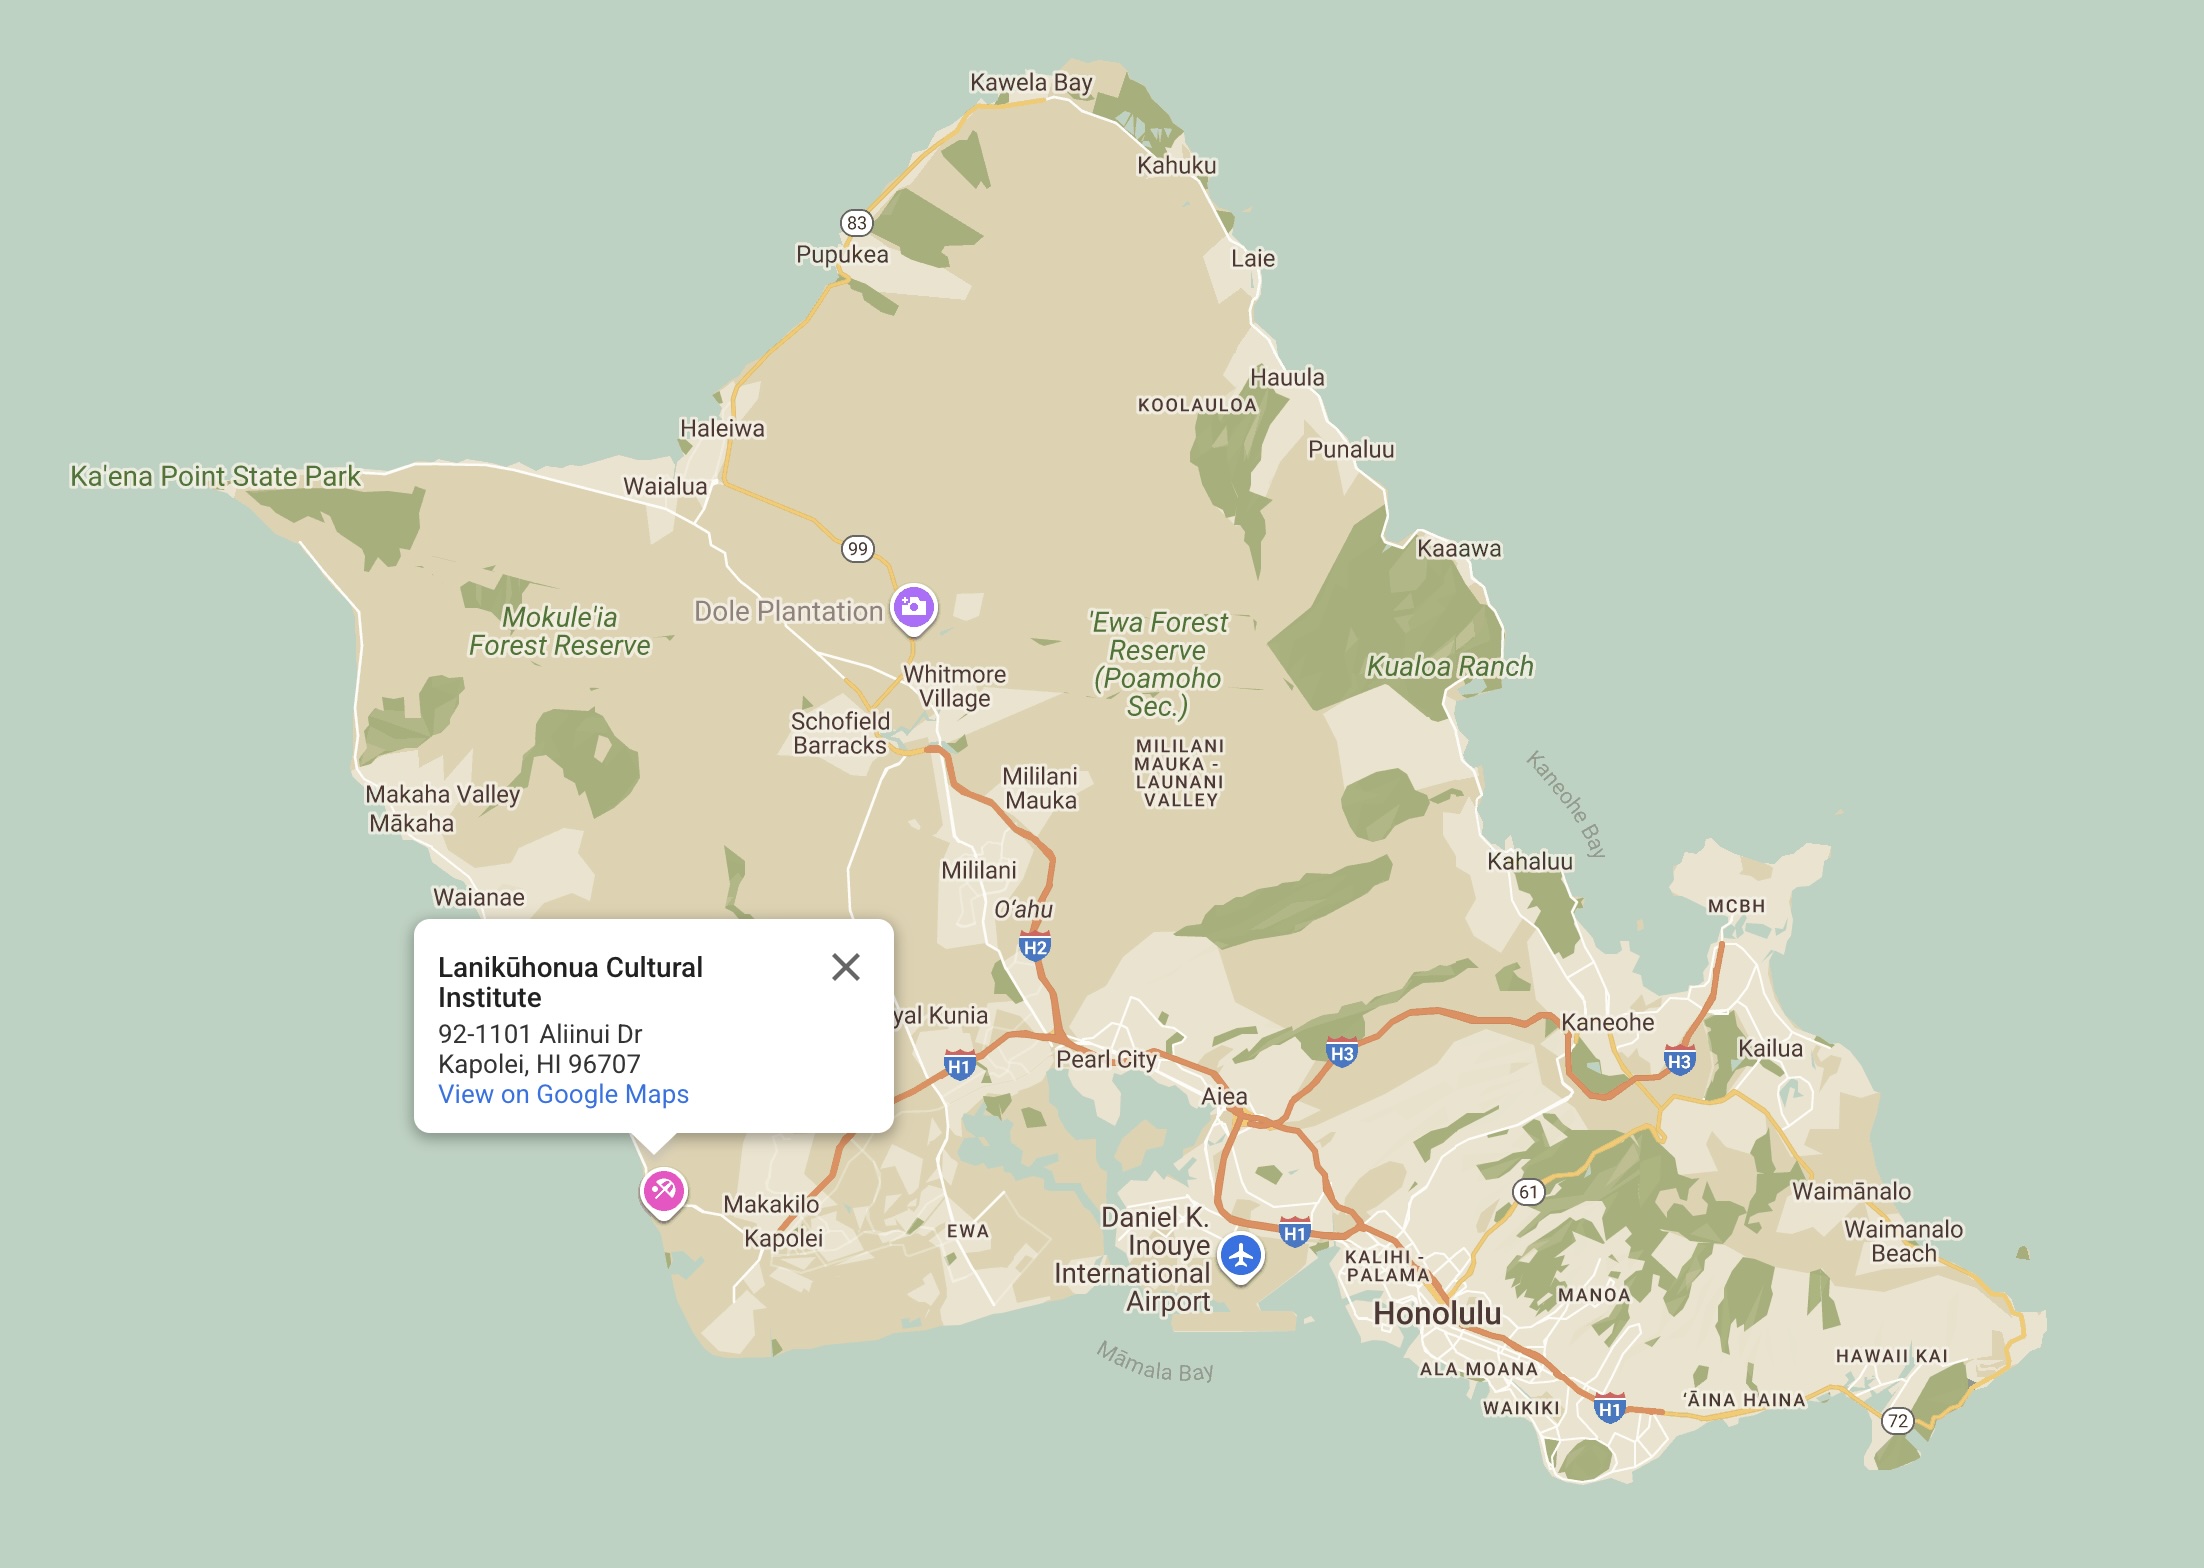 Kawela Bay
Kahuku
83
Pupukea
Laie
Hauula
KOOLAULOA
Haleiwa
Punaluu
Ka'ena Point State Park
Waialua
99
Kaaawa
Dole Plantation
Mokule'ia
Forest Reserve
'Ewa Forest
Reserve
(Poamoho
Sec.)
Kualoa Ranch
Whitmore
Village
Schofield
Barracks
MILILANI
MAUKA -
LAUNANI
VALLEY
Mililani
Mauka
Kaneohe Bay
Makaha Valley
Mākaha
Kahaluu
Mililani
Waianae
MCBH
Oʻahu
H2
Lanikūhonua Cultural
Institute
92-1101 Aliinui Dr
Kapolei, HI 96707
View on Google Maps
yal Kunia
Kaneohe
H1
Pearl City
H3
H3
Kailua
Aiea
Makakilo
Kapolei
EWA
61
Waimānalo
Waimanalo
Beach
Daniel K.
Inouye
International
Airport
H1
KALIHI -
PALAMA
MANOA
Honolulu
Māmala Bay
ALA MOANA
HAWAII KAI
WAIKIKI
H1
ʻĀINA HAINA
72